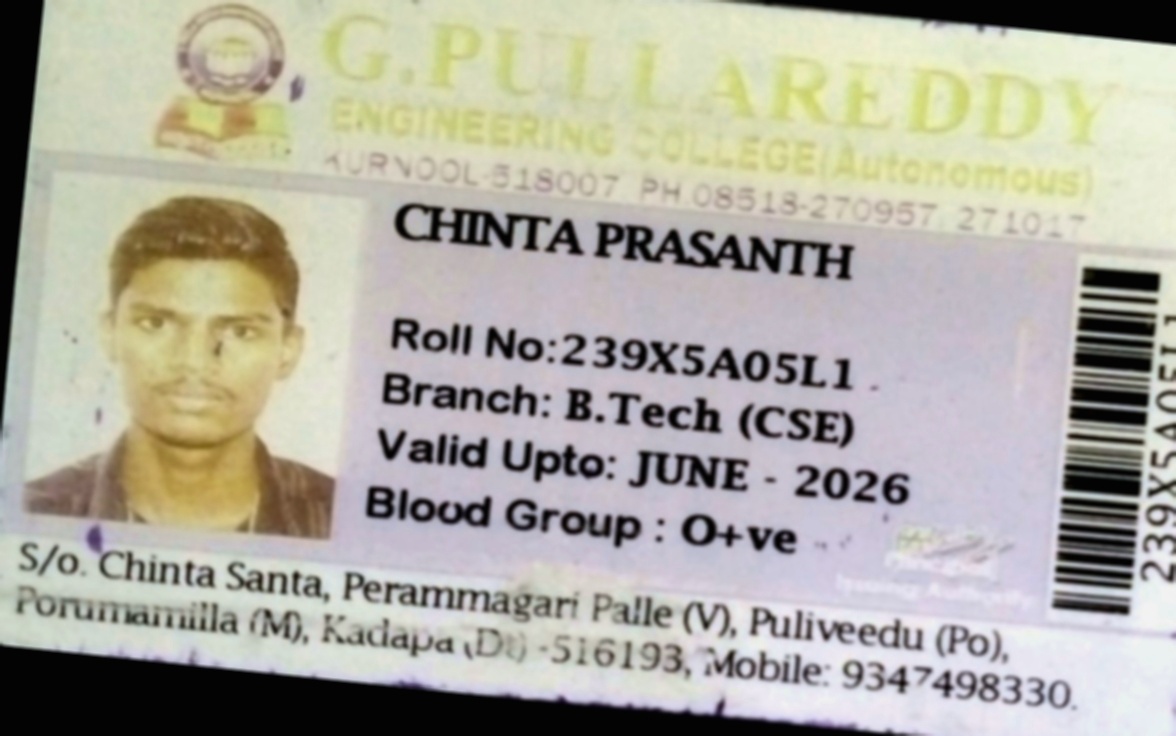 G.PULLAREDDY
ENGINEERING COLLEGE(Autonomous)
KURNOOL-518007 PH.08518-270957, 271017
CHINTA PRASANTH
Roll No:239X5A05L1
Branch: B.Tech (CSE)
Valid Upto: JUNE - 2026
Blood Group : O+ve
Issuing Authority
S/o. Chinta Santa, Perammagari Palle (V), Puliveedu (Po),
Porumamilla (M), Kadapa (Dt) -516193, Mobile: 9347498330.
239X5A05L1